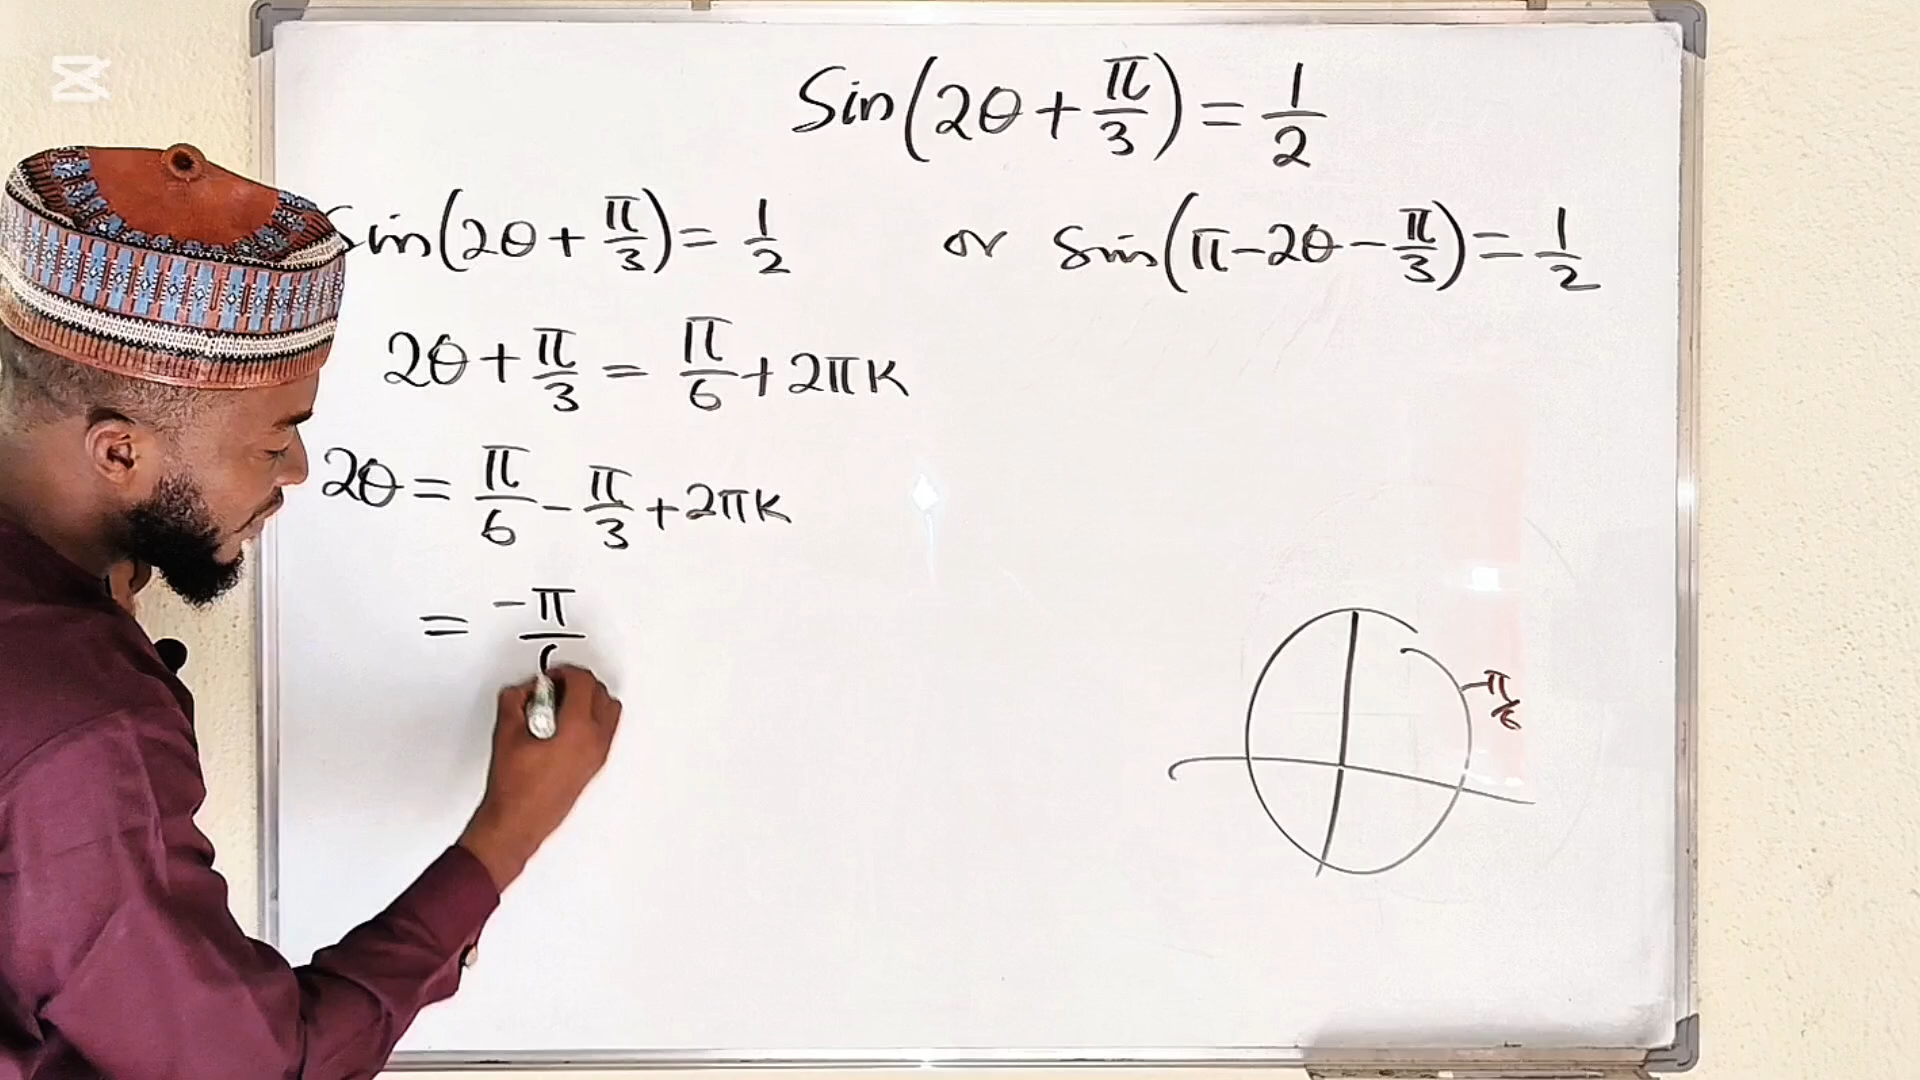 Sin(2θ + π/3) = 1/2
Sin(2θ + π/3) = 1/2 or Sin(π - 2θ - π/3) = 1/2
2θ + π/3 = π/6 + 2πK
2θ = π/6 - π/3 + 2πK
= -π/
π/6